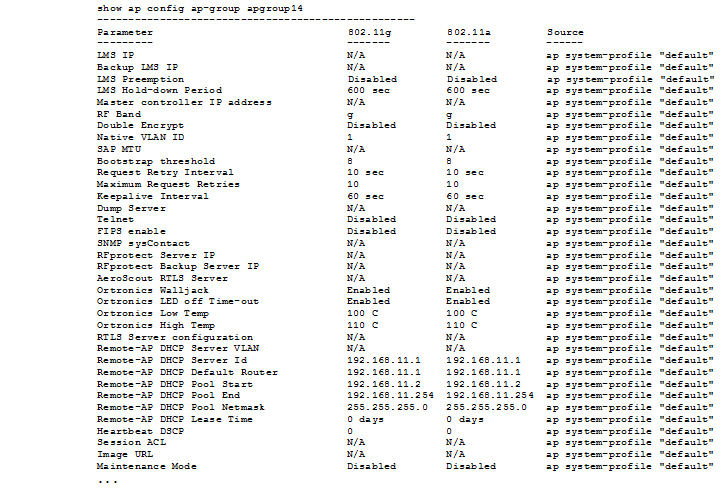 show ap config ap-group apgroup14
----------------------------------------------------
Parameter 802.11g 802.11a Source
--------- ------- ------- ------
LMS IP N/A N/A ap system-profile "default"
Backup LMS IP N/A N/A ap system-profile "default"
LMS Preemption Disabled Disabled ap system-profile "default"
LMS Hold-down Period 600 sec 600 sec ap system-profile "default"
Master controller IP address N/A N/A ap system-profile "default"
RF Band g g ap system-profile "default"
Double Encrypt Disabled Disabled ap system-profile "default"
Native VLAN ID 1 1 ap system-profile "default"
SAP MTU N/A N/A ap system-profile "default"
Bootstrap threshold 8 8 ap system-profile "default"
Request Retry Interval 10 sec 10 sec ap system-profile "default"
Maximum Request Retries 10 10 ap system-profile "default"
Keepalive Interval 60 sec 60 sec ap system-profile "default"
Dump Server N/A N/A ap system-profile "default"
Telnet Disabled Disabled ap system-profile "default"
FIPS enable Disabled Disabled ap system-profile "default"
SNMP sysContact N/A N/A ap system-profile "default"
RFprotect Server IP N/A N/A ap system-profile "default"
RFprotect Backup Server IP N/A N/A ap system-profile "default"
AeroScout RTLS Server N/A N/A ap system-profile "default"
Ortronics Walljack Enabled Enabled ap system-profile "default"
Ortronics LED off Time-out Enabled Enabled ap system-profile "default"
Ortronics Low Temp 100 C 100 C ap system-profile "default"
Ortronics High Temp 110 C 110 C ap system-profile "default"
RTLS Server configuration N/A N/A ap system-profile "default"
Remote-AP DHCP Server VLAN N/A N/A ap system-profile "default"
Remote-AP DHCP Server Id 192.168.11.1 192.168.11.1 ap system-profile "default"
Remote-AP DHCP Default Router 192.168.11.1 192.168.11.1 ap system-profile "default"
Remote-AP DHCP Pool Start 192.168.11.2 192.168.11.2 ap system-profile "default"
Remote-AP DHCP Pool End 192.168.11.254 192.168.11.254 ap system-profile "default"
Remote-AP DHCP Pool Netmask 255.255.255.0 255.255.255.0 ap system-profile "default"
Remote-AP DHCP Lease Time 0 days 0 days ap system-profile "default"
Heartbeat DSCP 0 0 ap system-profile "default"
Session ACL N/A N/A ap system-profile "default"
Image URL N/A N/A ap system-profile "default"
Maintenance Mode Disabled Disabled ap system-profile "default"
...